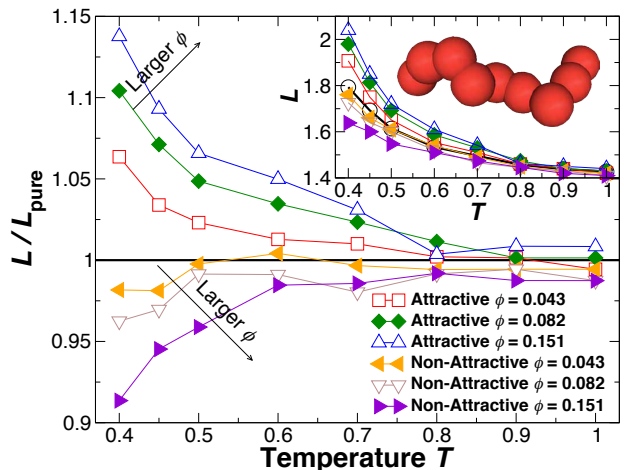 1.15
1.1
1.05
1
0.95
0.9
L / L_pure
0.4 0.5 0.6 0.7 0.8 0.9 1
Temperature T
Larger ϕ
Larger ϕ
2
1.8
1.6
1.4
L
0.4 0.5 0.6 0.7 0.8 0.9 1
T
Attractive ϕ = 0.043
Attractive ϕ = 0.082
Attractive ϕ = 0.151
Non-Attractive ϕ = 0.043
Non-Attractive ϕ = 0.082
Non-Attractive ϕ = 0.151